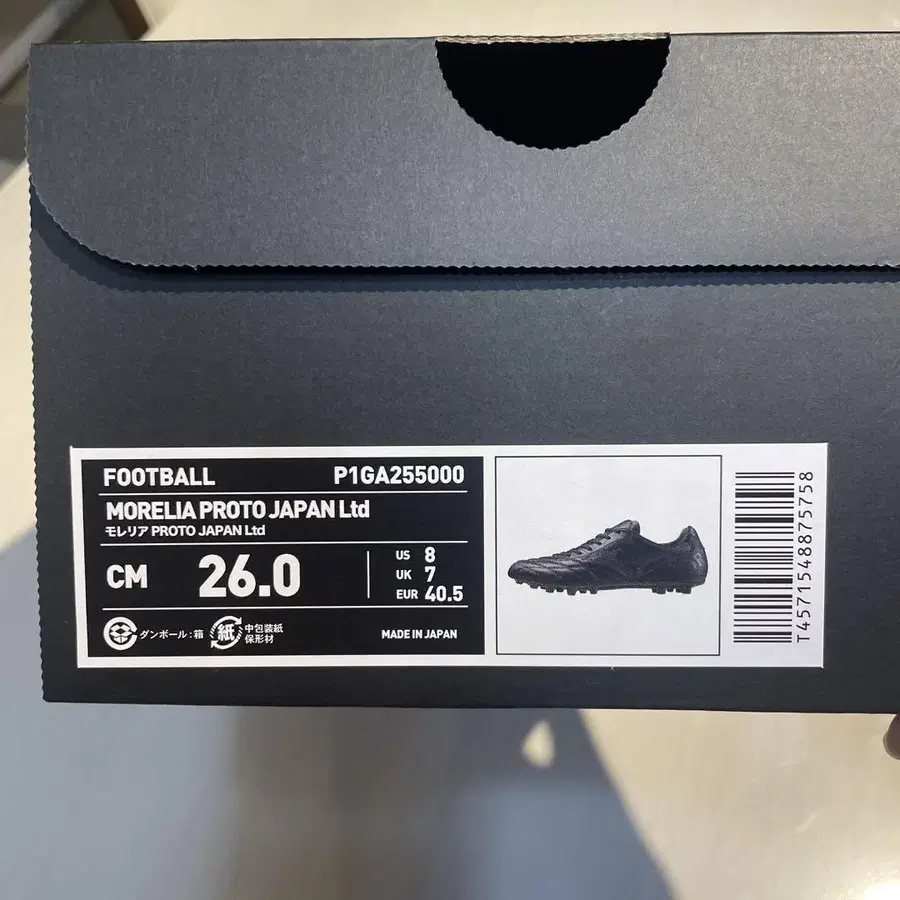 FOOTBALL P1GA255000
MORELIA PROTO JAPAN Ltd
モレリア PROTO JAPAN Ltd
CM 26.0
US 8
UK 7
EUR 40.5
ダンボール:箱
紙 中包装紙
保形材
MADE IN JAPAN
T4571548875758